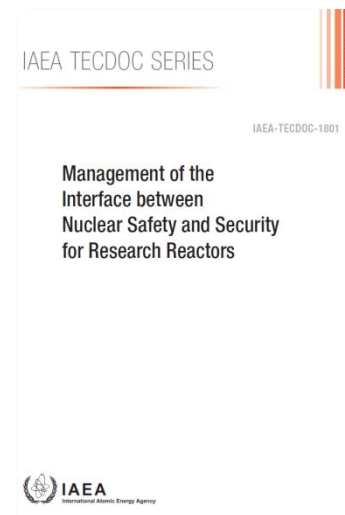 IAEA TECDOC SERIES
IAEA-TECDOC-1801
Management of the
Interface between
Nuclear Safety and Security
for Research Reactors
IAEA
International Atomic Energy Agency